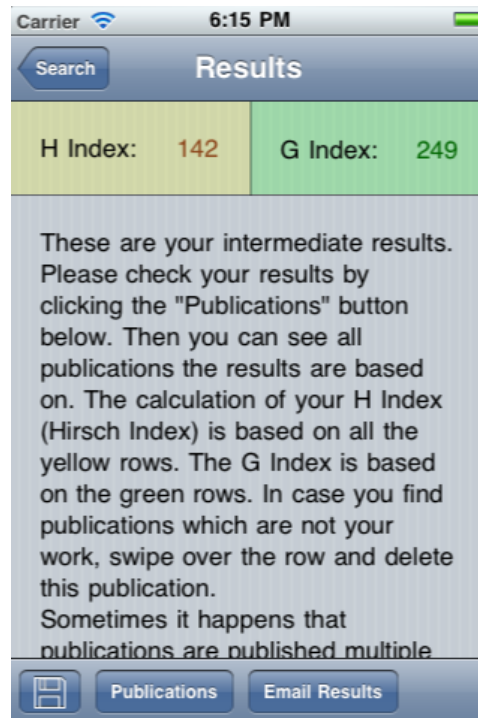 Carrier 6:15 PM
Search Results
H Index: 142 G Index: 249
These are your intermediate results.
Please check your results by
clicking the "Publications" button
below. Then you can see all
publications the results are based
on. The calculation of your H Index
(Hirsch Index) is based on all the
yellow rows. The G Index is based
on the green rows. In case you find
publications which are not your
work, swipe over the row and delete
this publication.
Sometimes it happens that
publications are published multiple
Publications Email Results